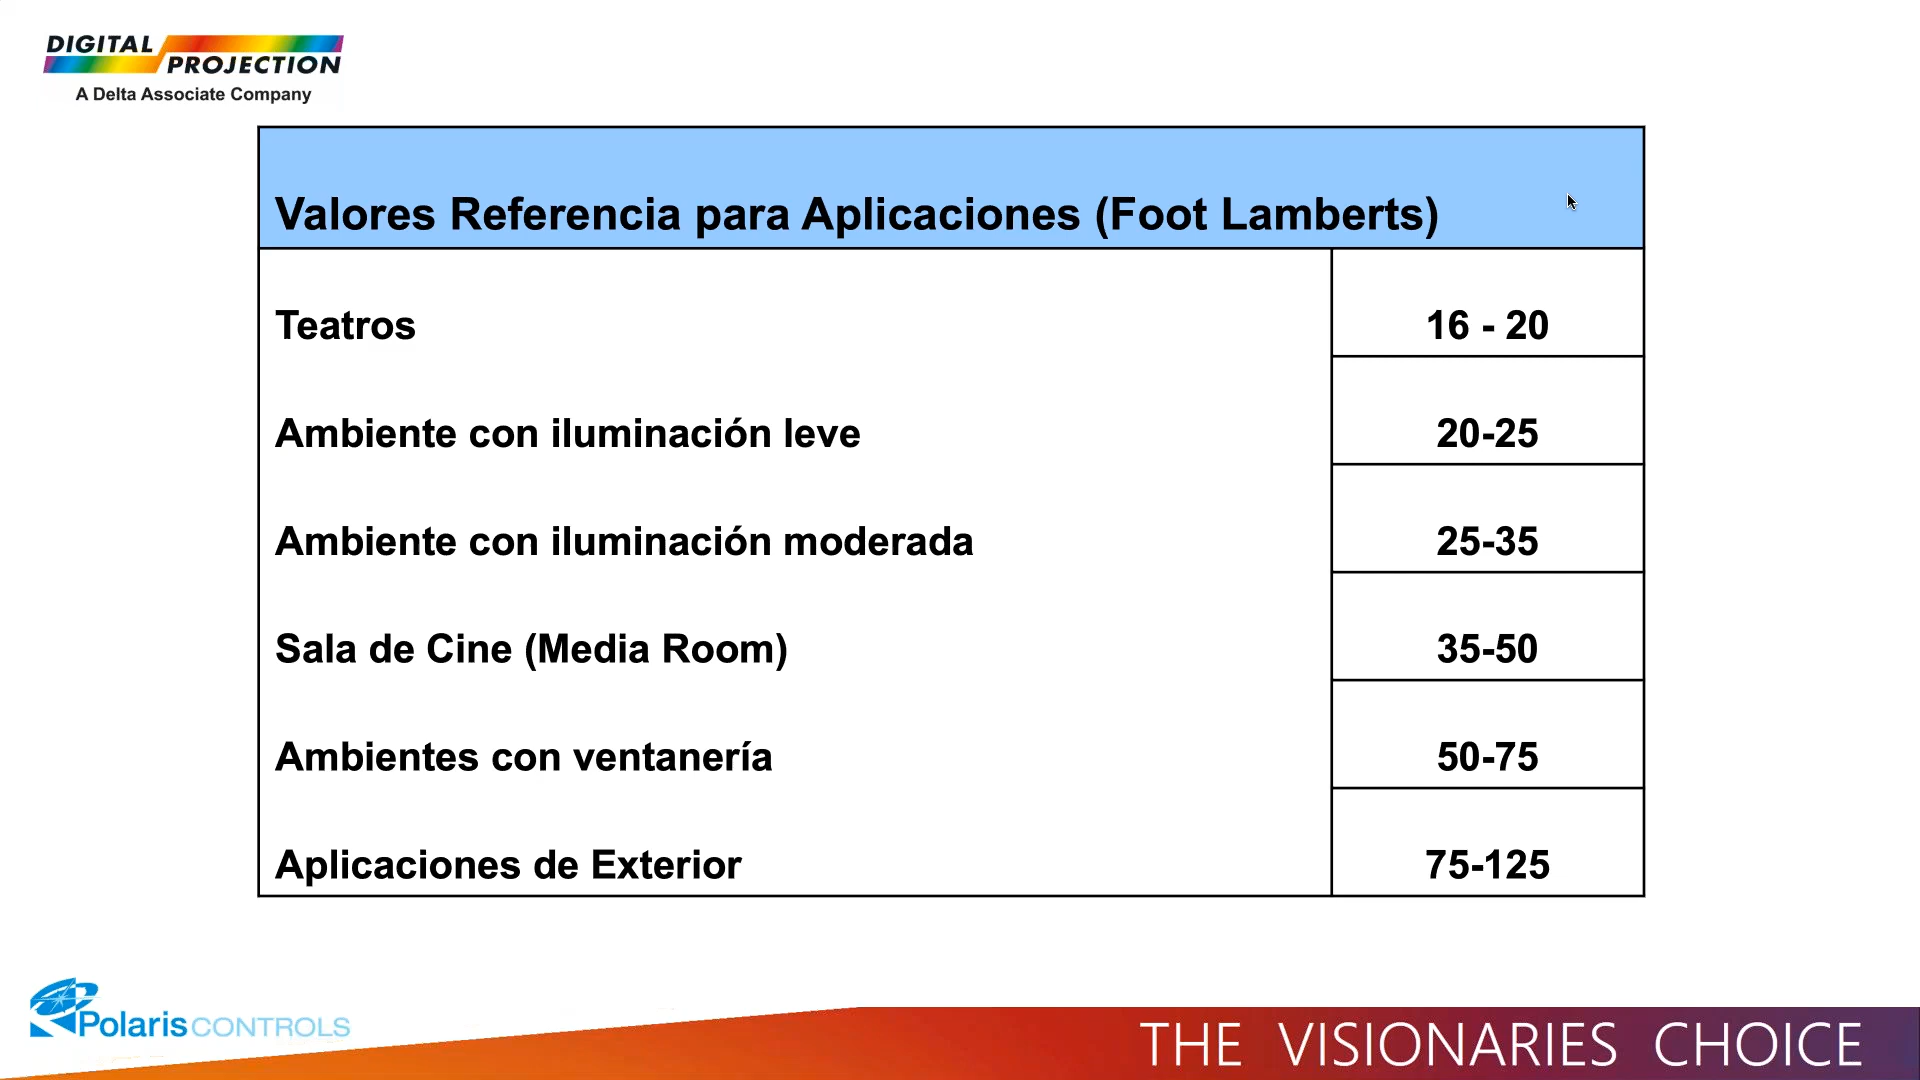 DIGITAL
PROJECTION
A Delta Associate Company
Valores Referencia para Aplicaciones (Foot Lamberts)
Teatros 16 - 20
Ambiente con iluminación leve 20-25
Ambiente con iluminación moderada 25-35
Sala de Cine (Media Room) 35-50
Ambientes con ventanería 50-75
Aplicaciones de Exterior 75-125
Polaris CONTROLS
THE VISIONARIES CHOICE